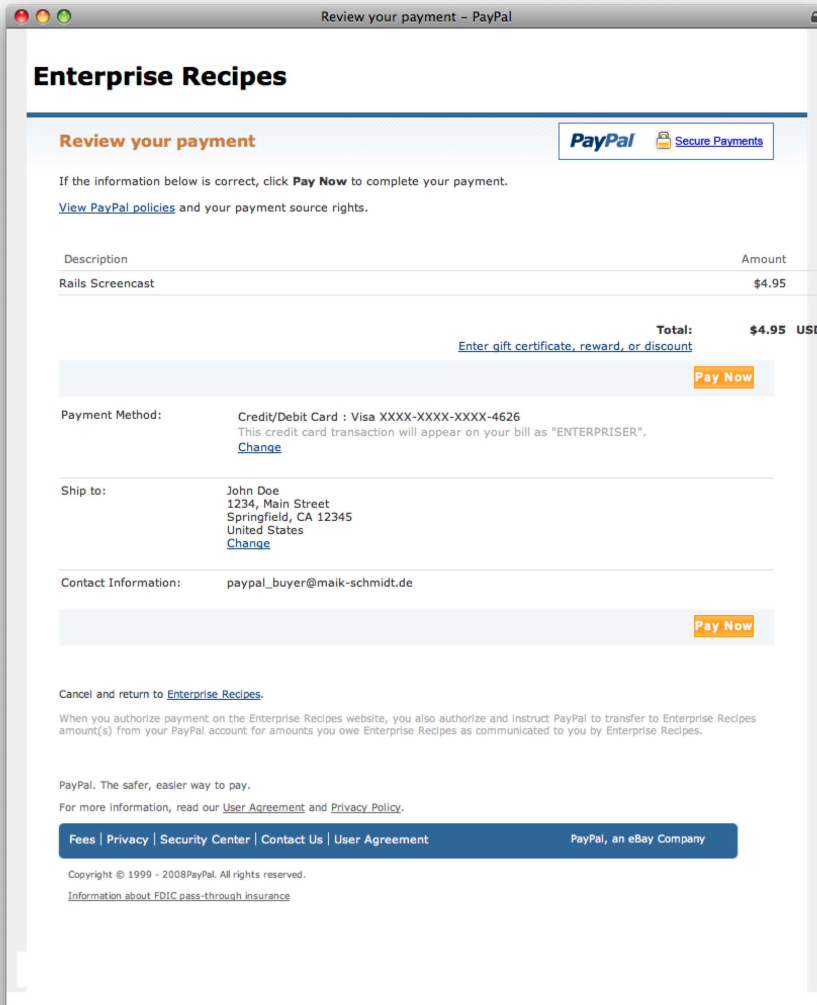 Review your payment – PayPal
Enterprise Recipes
Review your payment
PayPal Secure Payments
If the information below is correct, click Pay Now to complete your payment.
View PayPal policies and your payment source rights.
Description Amount
Rails Screencast $4.95
Total: $4.95 USD
Enter gift certificate, reward, or discount
Pay Now
Payment Method: Credit/Debit Card : Visa XXXX-XXXX-XXXX-4626
This credit card transaction will appear on your bill as "ENTERPRISER".
Change
Ship to: John Doe
1234, Main Street
Springfield, CA 12345
United States
Change
Contact Information: paypal_buyer@maik-schmidt.de
Pay Now
Cancel and return to Enterprise Recipes.
When you authorize payment on the Enterprise Recipes website, you also authorize and instruct PayPal to transfer to Enterprise Recipes
amount(s) from your PayPal account for amounts you owe Enterprise Recipes as communicated to you by Enterprise Recipes.
PayPal. The safer, easier way to pay.
For more information, read our User Agreement and Privacy Policy.
Fees | Privacy | Security Center | Contact Us | User Agreement PayPal, an eBay Company
Copyright © 1999 - 2008PayPal. All rights reserved.
Information about FDIC pass-through insurance